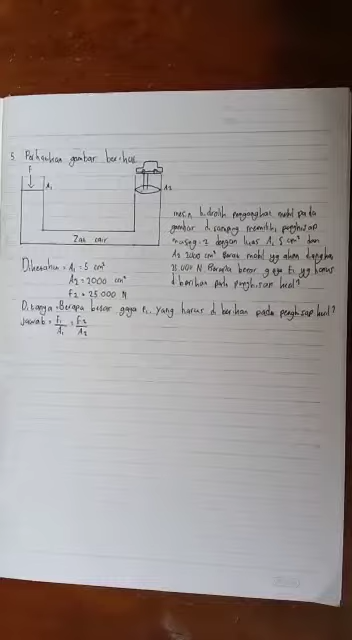 5. Perhatikan gambar berikut.
F
A1
A2
Zat cair
mesin hidrolik pengangkat mobil pada
gambar di samping memiliki penghisap
masing-2 dengan luas A1 5 cm² dan
A2 2000 cm² Berat mobil yg akan diangkat
25 000 N Berapa besar gaya F1 yg harus
diberikan pada penghisap kecil?
Diketahui = A1 = 5 cm²
A2 = 2000 cm²
F2 = 25 000 N
Ditanya = Berapa besar gaya F1.. yang harus diberikan pada penghisap kecil?
Jawab = F1/A1 = F2/A2